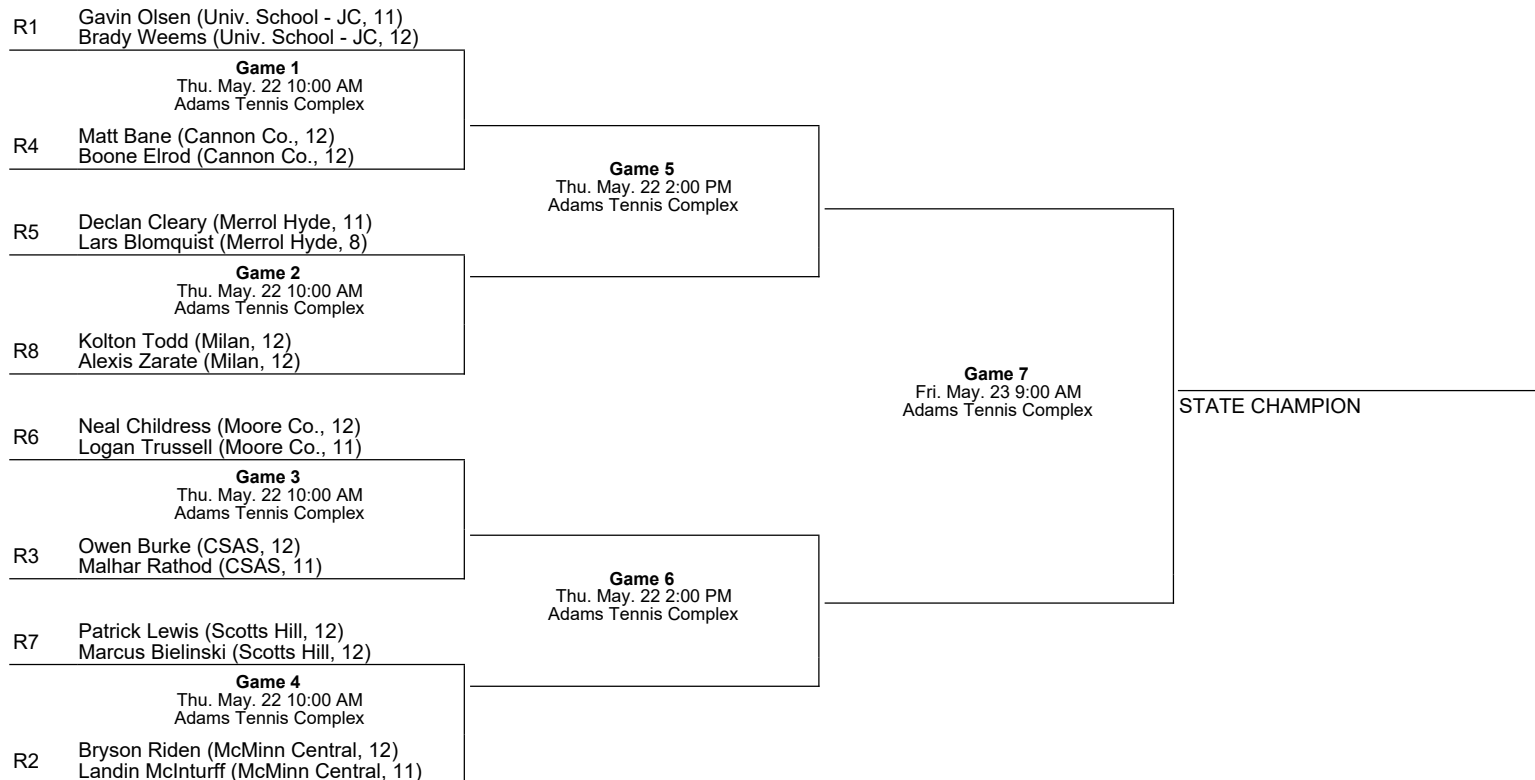 R1
Gavin Olsen (Univ. School - JC, 11)
Brady Weems (Univ. School - JC, 12)
Game 1
Thu. May. 22 10:00 AM
Adams Tennis Complex
R4
Matt Bane (Cannon Co., 12)
Boone Elrod (Cannon Co., 12)
Game 5
Thu. May. 22 2:00 PM
Adams Tennis Complex
R5
Declan Cleary (Merrol Hyde, 11)
Lars Blomquist (Merrol Hyde, 8)
Game 2
Thu. May. 22 10:00 AM
Adams Tennis Complex
R8
Kolton Todd (Milan, 12)
Alexis Zarate (Milan, 12)
Game 7
Fri. May. 23 9:00 AM
Adams Tennis Complex
STATE CHAMPION
R6
Neal Childress (Moore Co., 12)
Logan Trussell (Moore Co., 11)
Game 3
Thu. May. 22 10:00 AM
Adams Tennis Complex
R3
Owen Burke (CSAS, 12)
Malhar Rathod (CSAS, 11)
Game 6
Thu. May. 22 2:00 PM
Adams Tennis Complex
R7
Patrick Lewis (Scotts Hill, 12)
Marcus Bielinski (Scotts Hill, 12)
Game 4
Thu. May. 22 10:00 AM
Adams Tennis Complex
R2
Bryson Riden (McMinn Central, 12)
Landin McInturff (McMinn Central, 11)